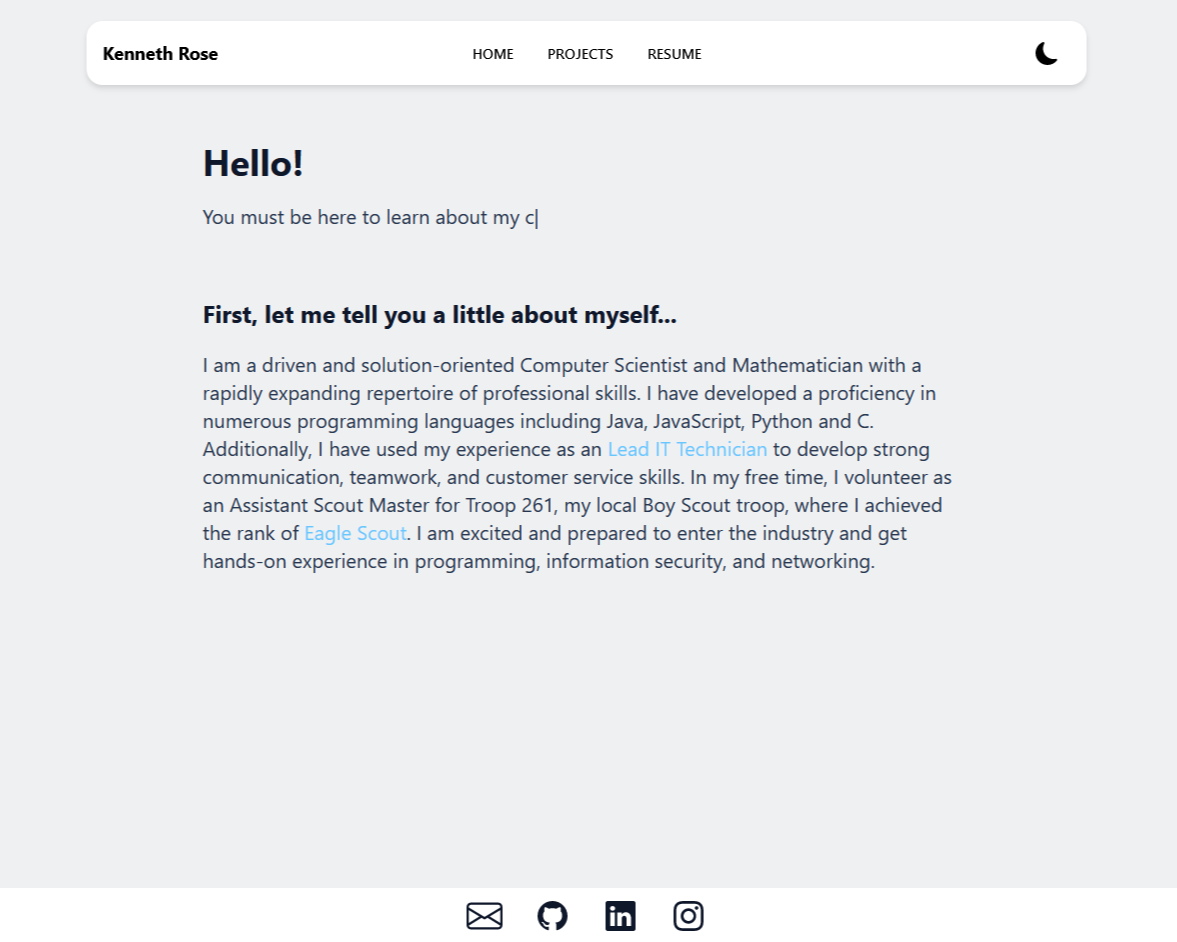 Kenneth Rose
HOME
PROJECTS
RESUME
Hello!
You must be here to learn about my c|
First, let me tell you a little about myself...
I am a driven and solution-oriented Computer Scientist and Mathematician with a
rapidly expanding repertoire of professional skills. I have developed a proficiency in
numerous programming languages including Java, JavaScript, Python and C.
Additionally, I have used my experience as an Lead IT Technician to develop strong
communication, teamwork, and customer service skills. In my free time, I volunteer as
an Assistant Scout Master for Troop 261, my local Boy Scout troop, where I achieved
the rank of Eagle Scout. I am excited and prepared to enter the industry and get
hands-on experience in programming, information security, and networking.
in